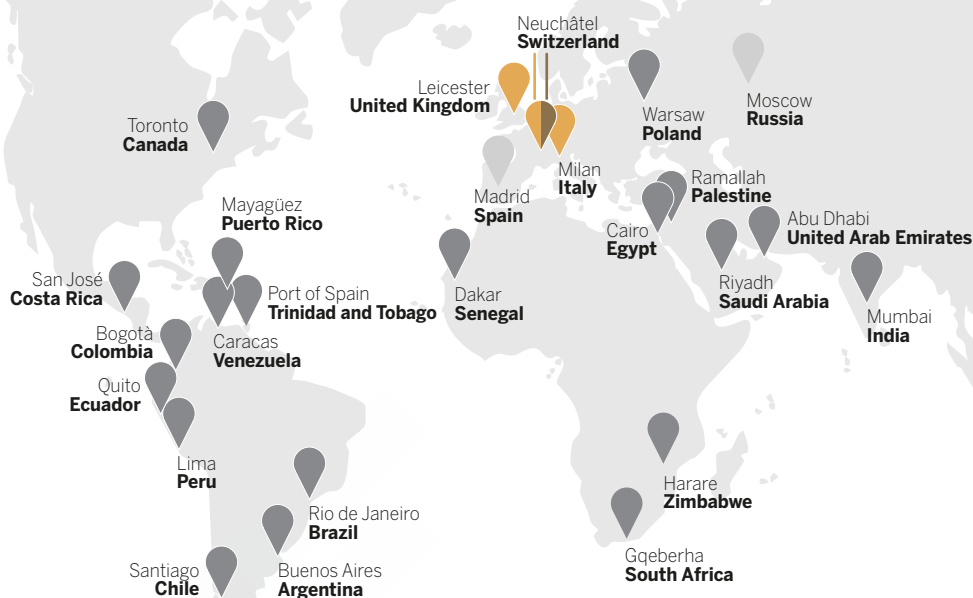 Neuchâtel
Switzerland
Leicester
United Kingdom
Moscow
Russia
Warsaw
Poland
Toronto
Canada
Milan
Italy
Madrid
Spain
Ramallah
Palestine
Mayagüez
Puerto Rico
Abu Dhabi
United Arab Emirates
Cairo
Egypt
San José
Costa Rica
Port of Spain
Trinidad and Tobago
Dakar
Senegal
Riyadh
Saudi Arabia
Mumbai
India
Bogotà
Colombia
Caracas
Venezuela
Quito
Ecuador
Lima
Peru
Harare
Zimbabwe
Rio de Janeiro
Brazil
Gqeberha
South Africa
Santiago
Chile
Buenos Aires
Argentina